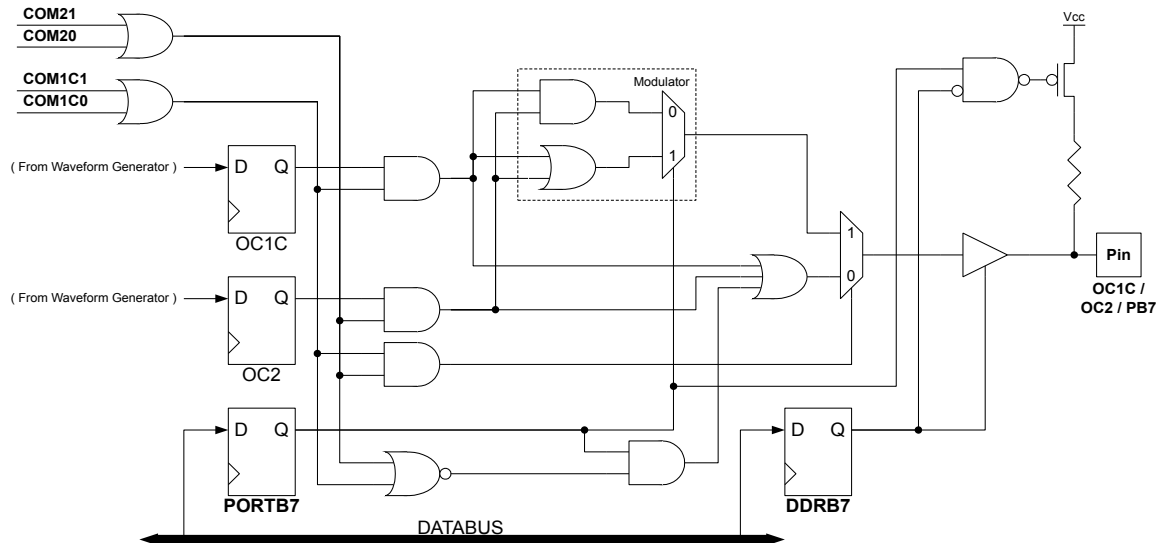 COM21
COM20
COM1C1
COM1C0
Vcc
Modulator
0
1
( From Waveform Generator )
D Q
OC1C
1
0
Pin
OC1C /
OC2 / PB7
( From Waveform Generator )
D Q
OC2
D Q
PORTB7
D Q
DDRB7
DATABUS